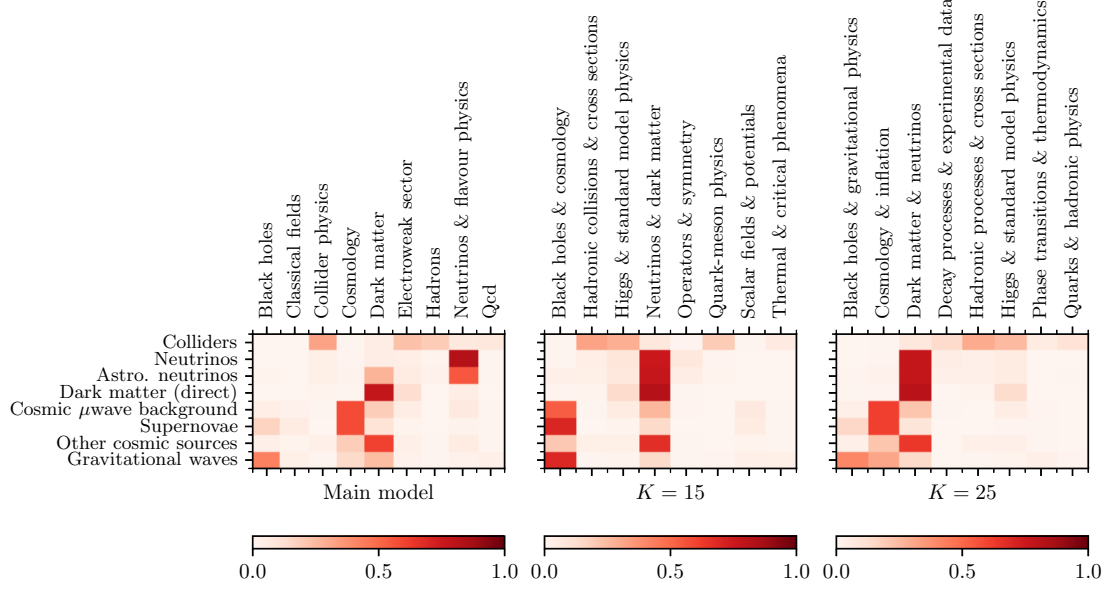 Black holes
Classical fields
Collider physics
Cosmology
Dark matter
Electroweak sector
Hadrons
Neutrinos & flavour physics
Qcd
Black holes & cosmology
Hadronic collisions & cross sections
Higgs & standard model physics
Neutrinos & dark matter
Operators & symmetry
Quark-meson physics
Scalar fields & potentials
Thermal & critical phenomena
Black holes & gravitational physics
Cosmology & inflation
Dark matter & neutrinos
Decay processes & experimental data
Hadronic processes & cross sections
Higgs & standard model physics
Phase transitions & thermodynamics
Quarks & hadronic physics
Colliders
Neutrinos
Astro. neutrinos
Dark matter (direct)
Cosmic μwave background
Supernovae
Other cosmic sources
Gravitational waves
Main model
K = 15
K = 25
0.0 0.5 1.0
0.0 0.5 1.0
0.0 0.5 1.0